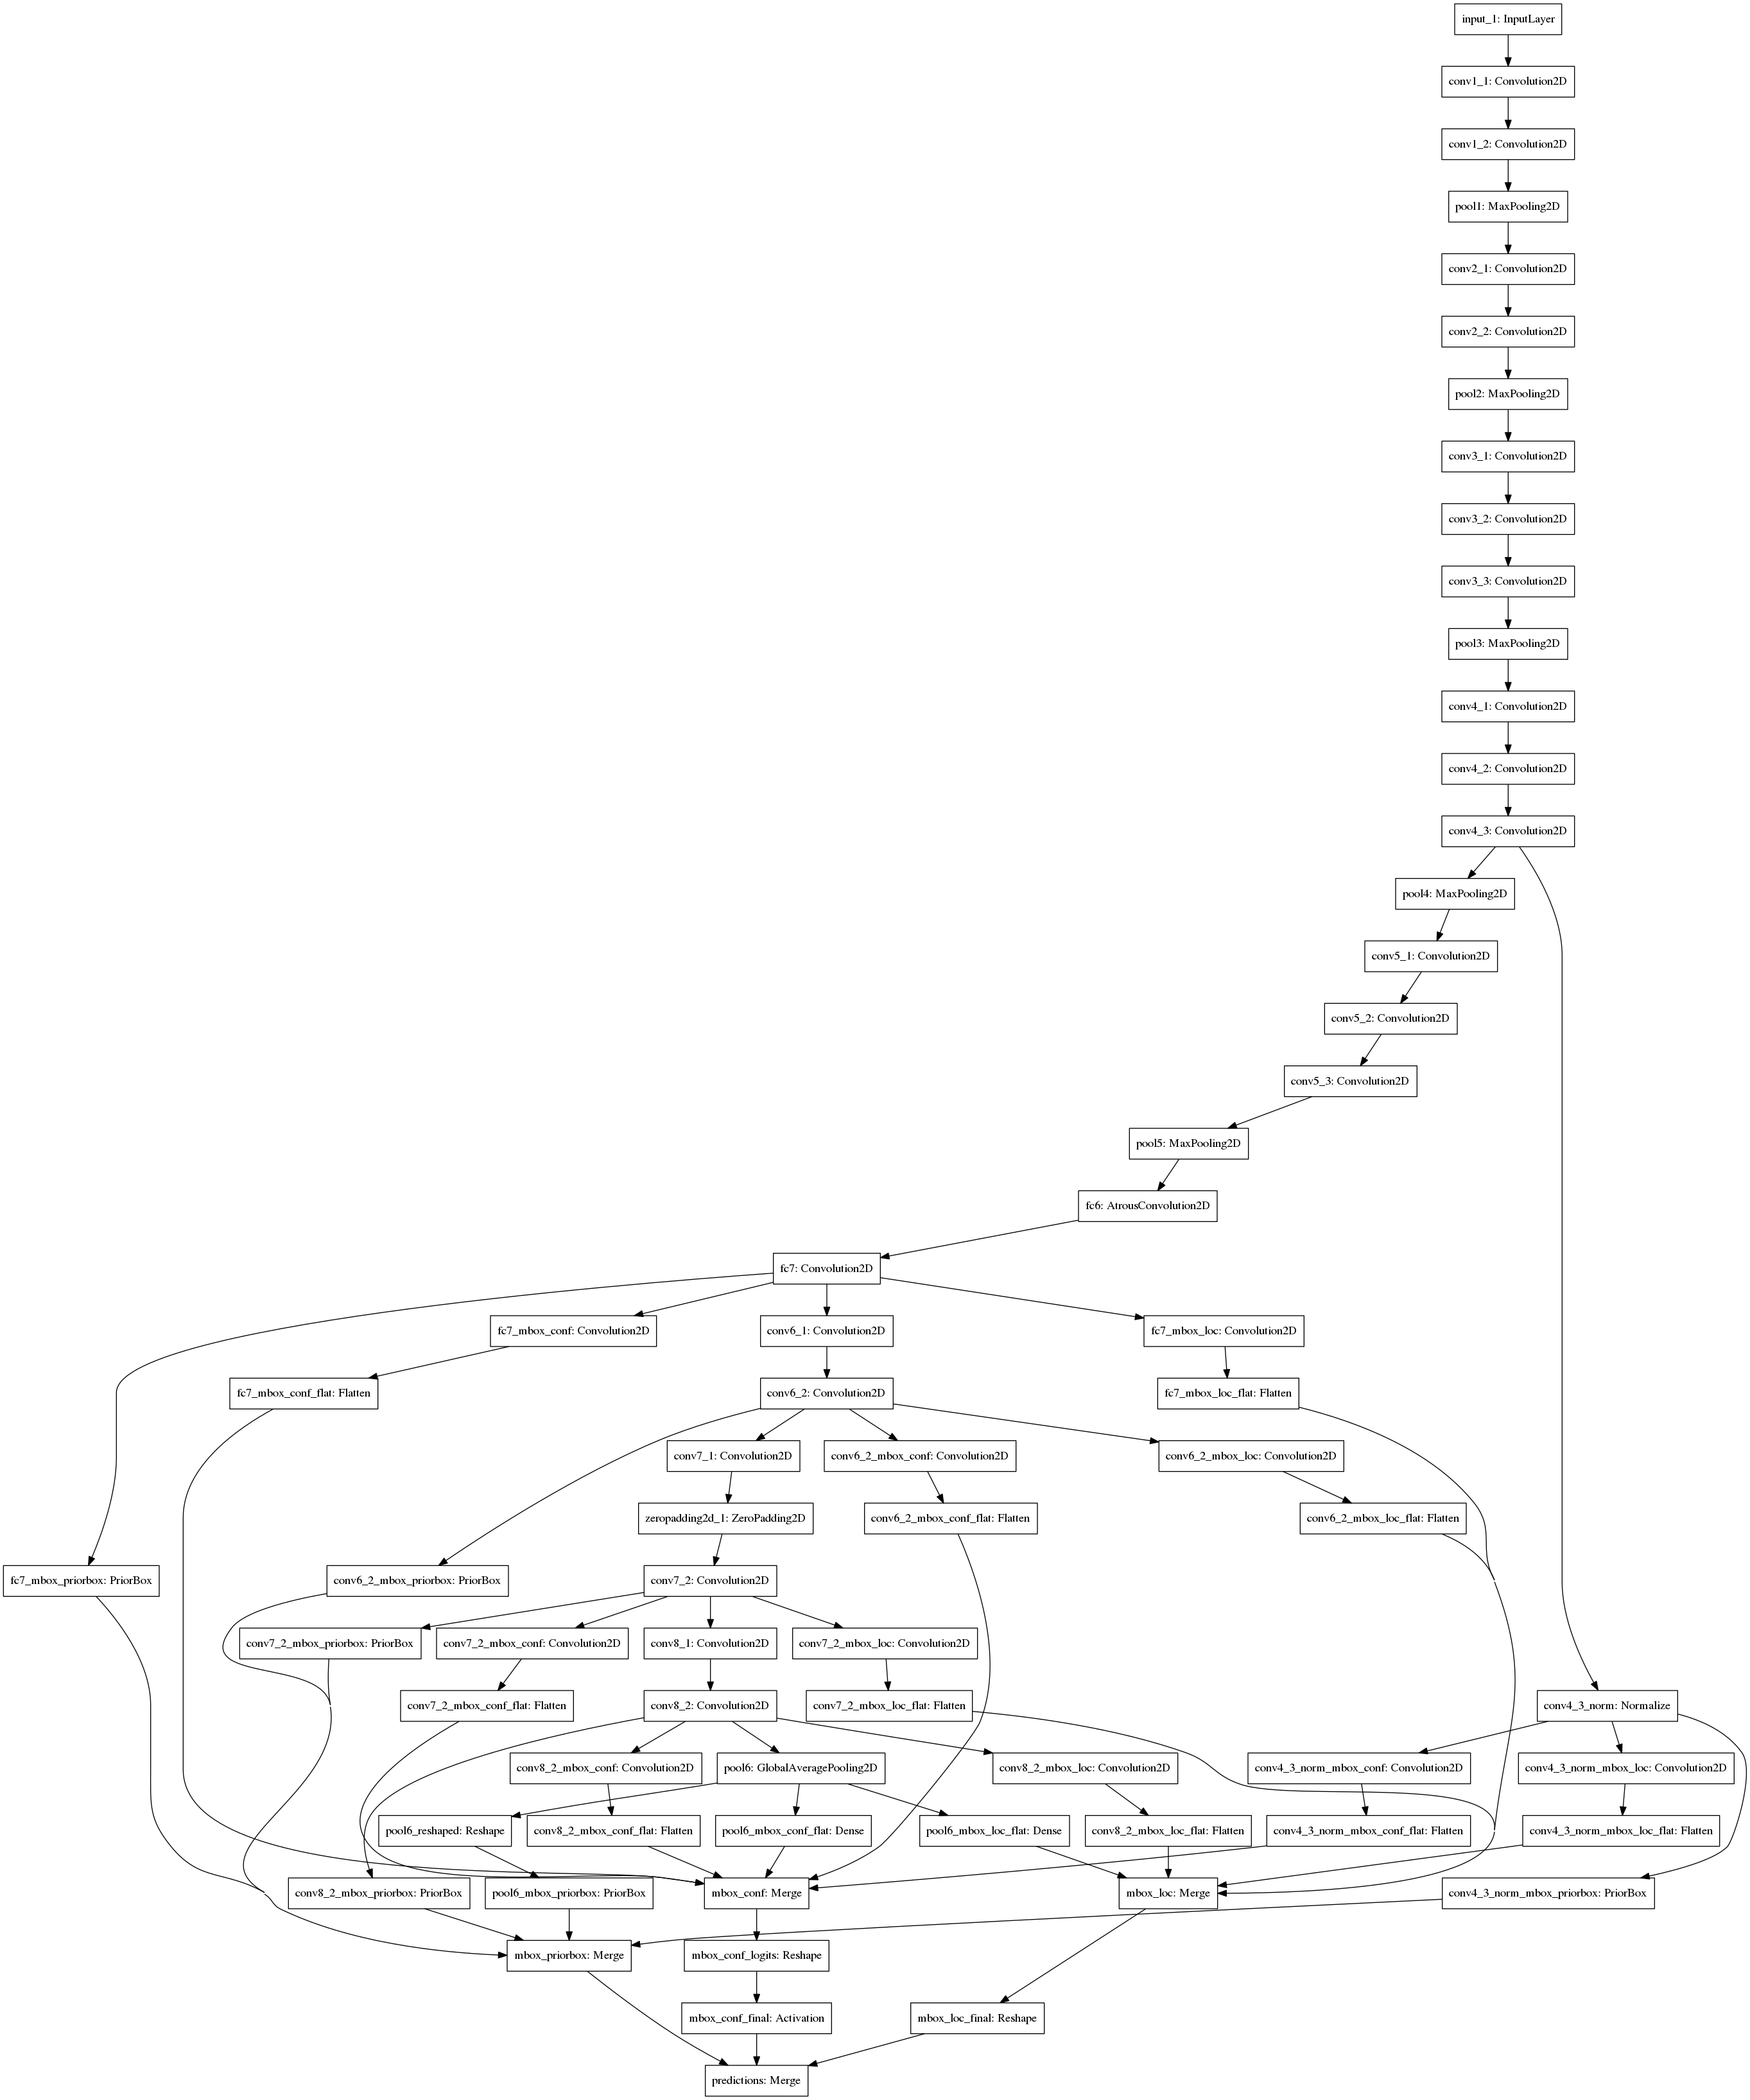 input_1: InputLayer
conv1_1: Convolution2D
conv1_2: Convolution2D
pool1: MaxPooling2D
conv2_1: Convolution2D
conv2_2: Convolution2D
pool2: MaxPooling2D
conv3_1: Convolution2D
conv3_2: Convolution2D
conv3_3: Convolution2D
pool3: MaxPooling2D
conv4_1: Convolution2D
conv4_2: Convolution2D
conv4_3: Convolution2D
pool4: MaxPooling2D
conv5_1: Convolution2D
conv5_2: Convolution2D
conv5_3: Convolution2D
pool5: MaxPooling2D
fc6: AtrousConvolution2D
fc7: Convolution2D
fc7_mbox_conf: Convolution2D
conv6_1: Convolution2D
fc7_mbox_loc: Convolution2D
fc7_mbox_conf_flat: Flatten
conv6_2: Convolution2D
fc7_mbox_loc_flat: Flatten
conv7_1: Convolution2D
conv6_2_mbox_conf: Convolution2D
conv6_2_mbox_loc: Convolution2D
zeropadding2d_1: ZeroPadding2D
conv6_2_mbox_conf_flat: Flatten
conv6_2_mbox_loc_flat: Flatten
fc7_mbox_priorbox: PriorBox
conv6_2_mbox_priorbox: PriorBox
conv7_2: Convolution2D
conv7_2_mbox_priorbox: PriorBox
conv7_2_mbox_conf: Convolution2D
conv8_1: Convolution2D
conv7_2_mbox_loc: Convolution2D
conv7_2_mbox_conf_flat: Flatten
conv8_2: Convolution2D
conv7_2_mbox_loc_flat: Flatten
conv4_3_norm: Normalize
conv8_2_mbox_conf: Convolution2D
pool6: GlobalAveragePooling2D
conv8_2_mbox_loc: Convolution2D
conv4_3_norm_mbox_conf: Convolution2D
conv4_3_norm_mbox_loc: Convolution2D
pool6_reshaped: Reshape
conv8_2_mbox_conf_flat: Flatten
pool6_mbox_conf_flat: Dense
pool6_mbox_loc_flat: Dense
conv8_2_mbox_loc_flat: Flatten
conv4_3_norm_mbox_conf_flat: Flatten
conv4_3_norm_mbox_loc_flat: Flatten
conv8_2_mbox_priorbox: PriorBox
pool6_mbox_priorbox: PriorBox
mbox_conf: Merge
mbox_loc: Merge
conv4_3_norm_mbox_priorbox: PriorBox
mbox_priorbox: Merge
mbox_conf_logits: Reshape
mbox_conf_final: Activation
mbox_loc_final: Reshape
predictions: Merge